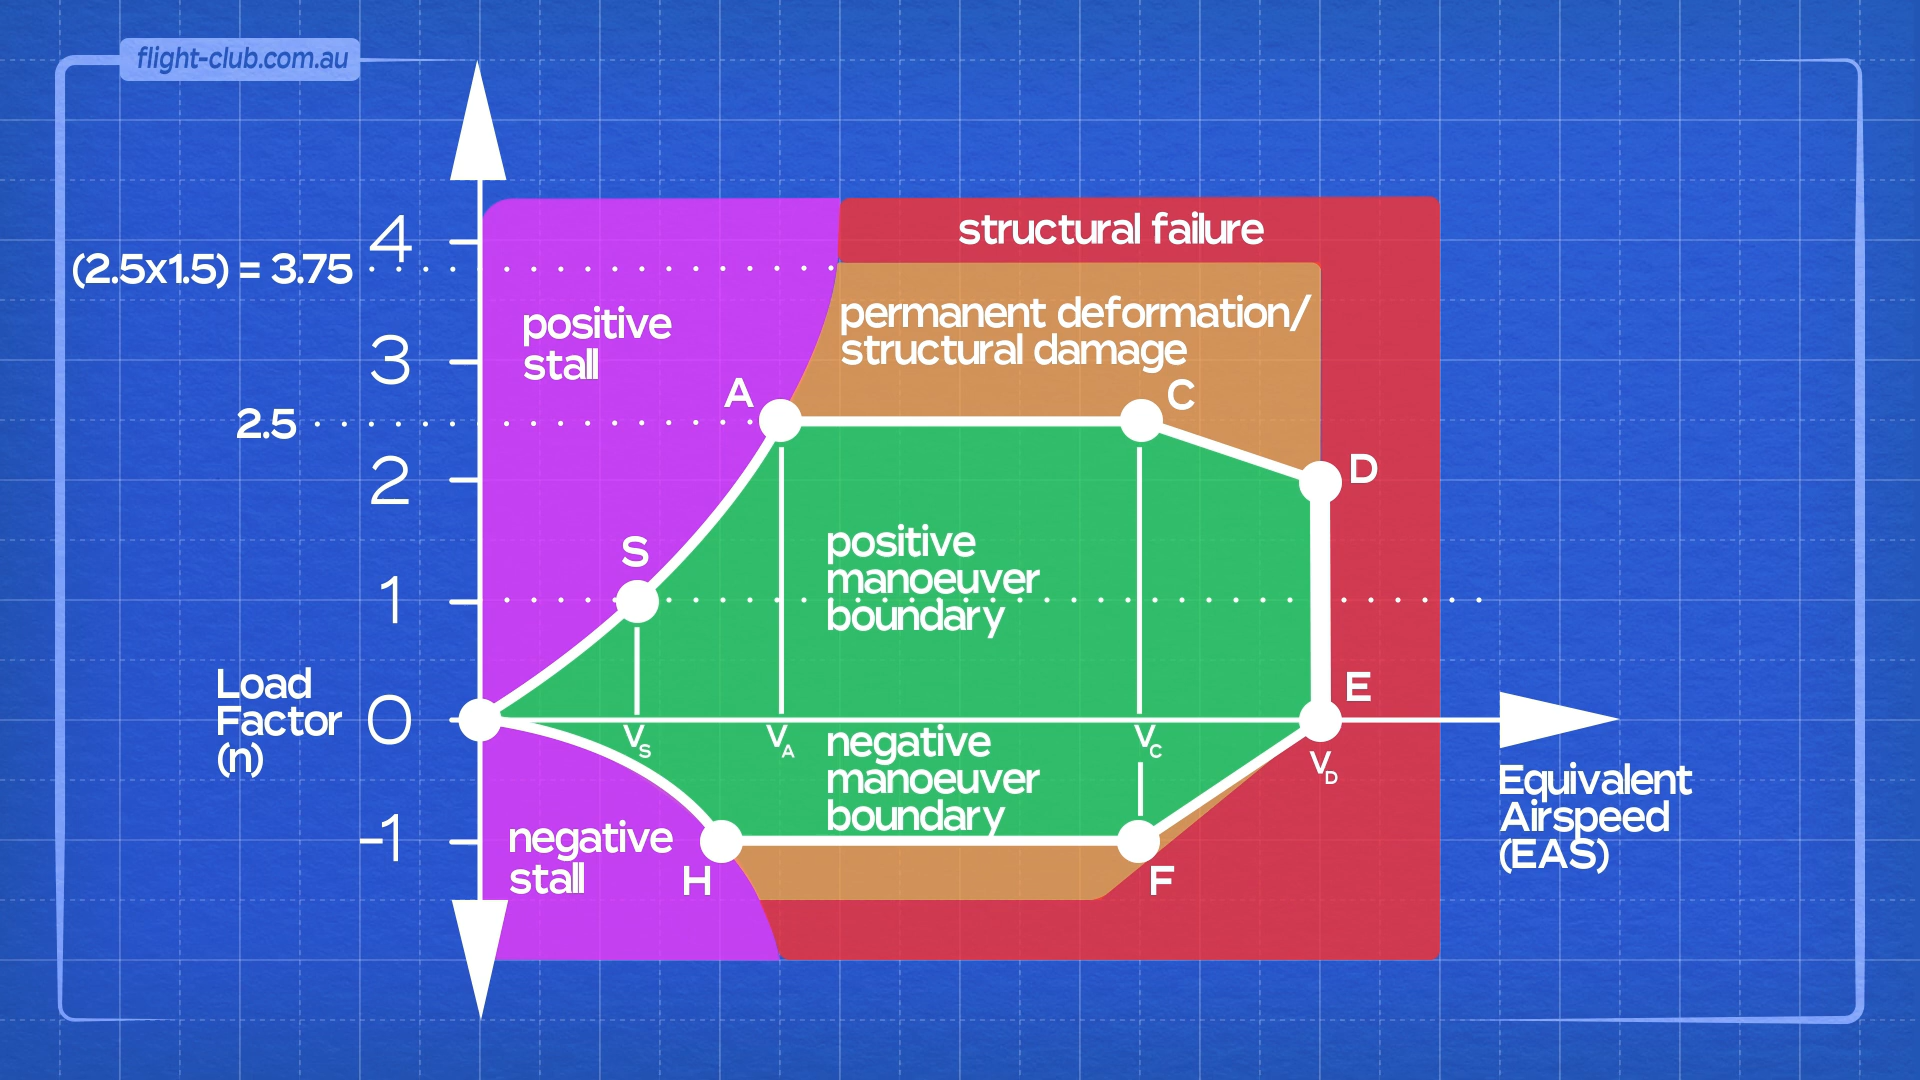 flight-club.com.au
4
structural failure
(2.5x1.5) = 3.75
positive
stall
permanent deformation/
structural damage
3
A
C
2.5
2
D
S
positive
manoeuver
boundary
1
Load
Factor
(n)
0
E
VS
VA
VC
VD
negative
manoeuver
boundary
Equivalent
Airspeed
(EAS)
-1
negative
stall
H
F